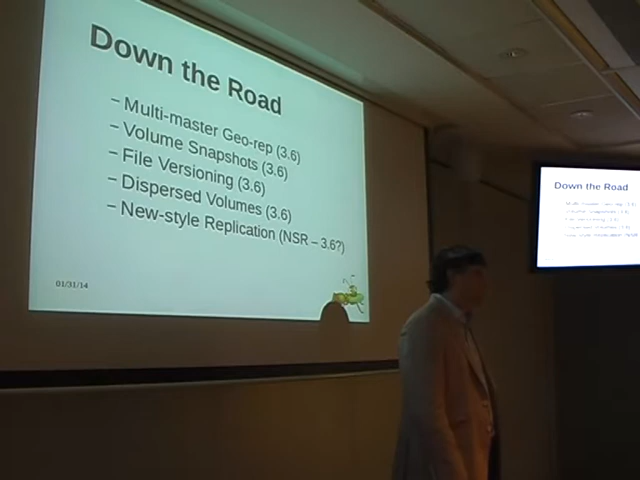 Down the Road
– Multi-master Geo-rep (3.6)
– Volume Snapshots (3.6)
– File Versioning (3.6)
– Dispersed Volumes (3.6)
– New-style Replication (NSR – 3.6?)
01/31/14
Down the Road